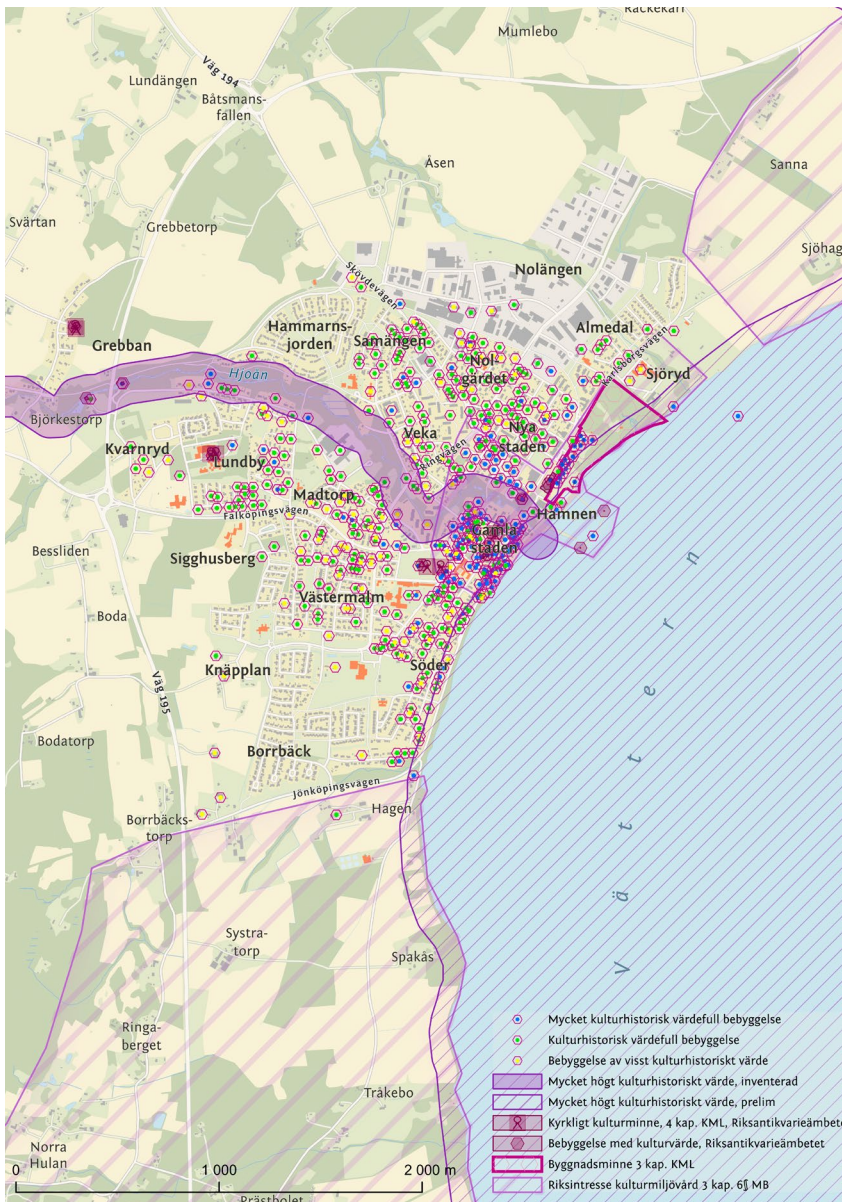 Räckekärr
Mumlebo
Väg 194
Lundängen
Båtsmans-
fällen
Åsen
Sanna
Svärtan
Grebbetorp
Sjöhag
Nolängen
Skövdevägen
Hammarns-
jorden
Samängen
Almedal
Grebban
Karlsborgsvägen
Nol-
gärdet
Sjöryd
Hjoån
Björkestorp
Kvarnryd
Veka
Nya
staden
Ringvägen
Lundby
Madtorp
Falköpingsvägen
Hamnen
Gamla
staden
Bessliden
Sigghusberg
Västermalm
Boda
Söder
Knäpplan
Väg 195
Bodatorp
Borrbäck
Jönköpingsvägen
Hagen
Borrbäcks-
torp
Vättern
Systra-
torp
Spakås
Ringa-
berget
Tråkebo
Norra
Hulan
Prästbolet
Mycket kulturhistorisk värdefull bebyggelse
Kulturhistorisk värdefull bebyggelse
Bebyggelse av visst kulturhistoriskt värde
Mycket högt kulturhistoriskt värde, inventerad
Mycket högt kulturhistoriskt värde, prelim
Kyrkligt kulturminne, 4 kap. KML, Riksantikvarieämbete
Bebyggelse med kulturvärde, Riksantikvarieämbetet
Byggnadsminne 3 kap. KML
Riksintresse kulturmiljövård 3 kap. 6§ MB
0 1 000 2 000 m